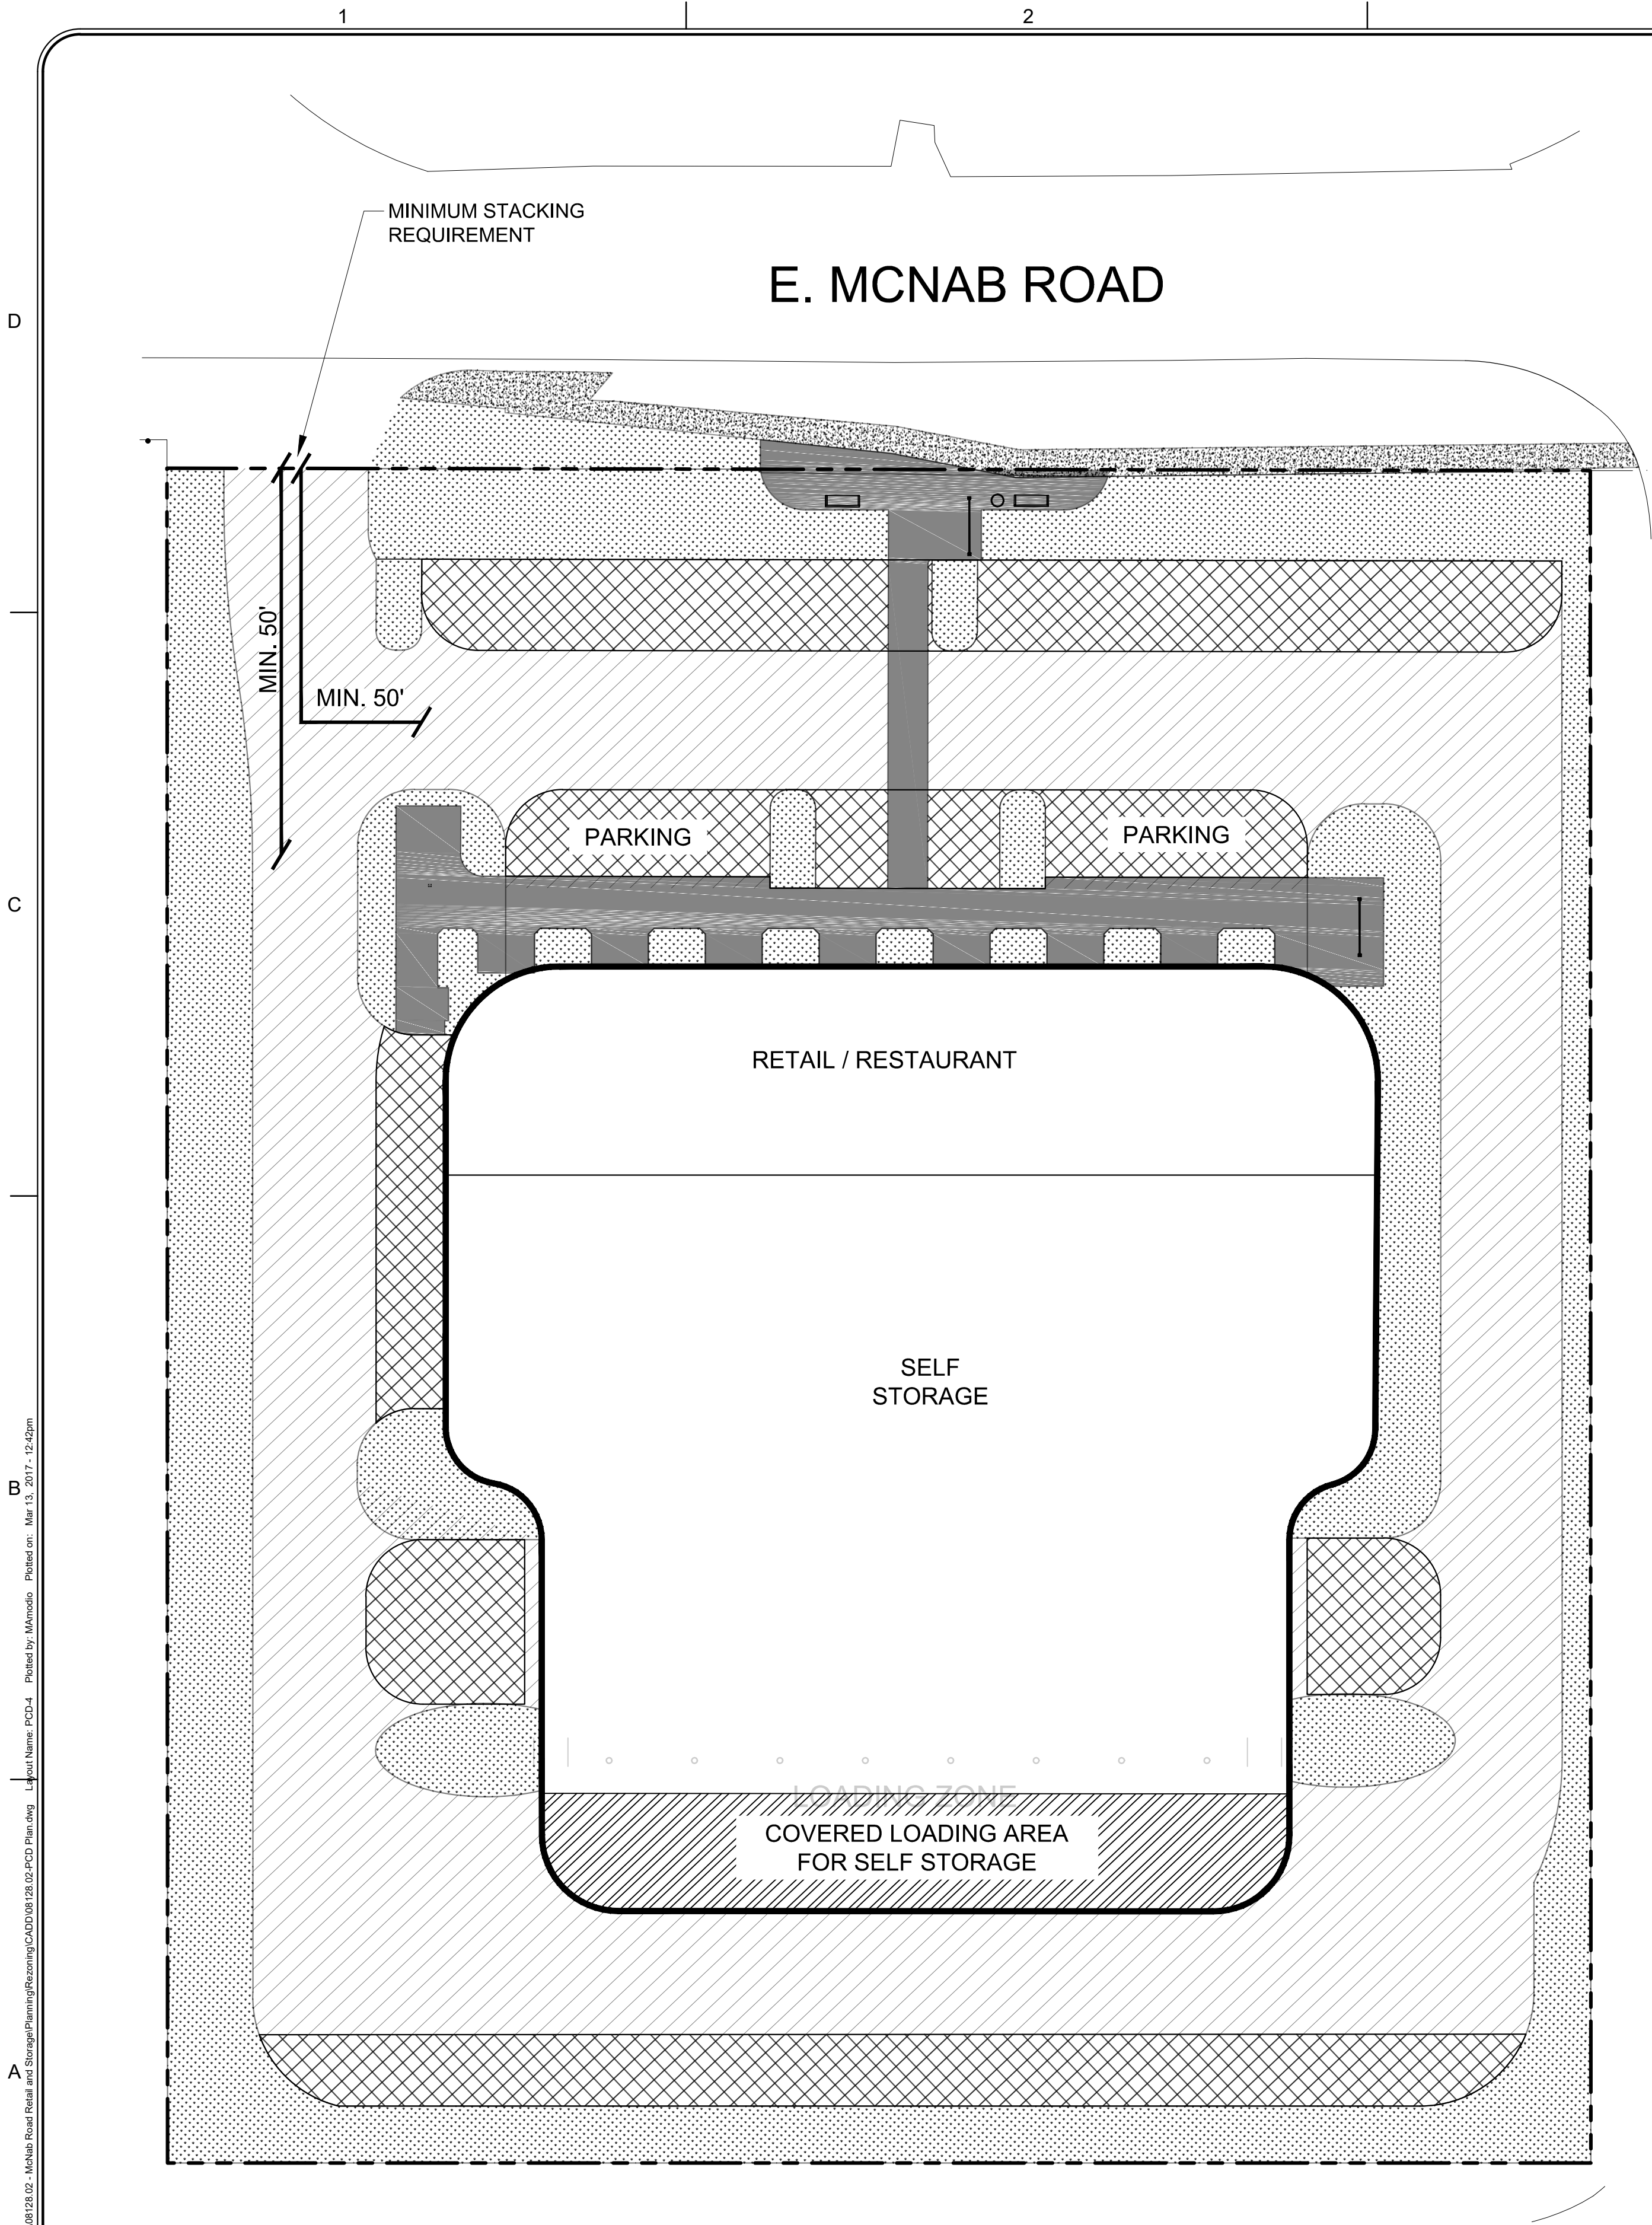 1
2
MINIMUM STACKING
REQUIREMENT
E. MCNAB ROAD
D
MIN. 50'
MIN. 50'
PARKING
PARKING
C
RETAIL / RESTAURANT
SELF
STORAGE
B
LOADING ZONE
COVERED LOADING AREA
FOR SELF STORAGE
A
08128.02 - McNab Road Retail and Storage\Planning\Rezoning\CADD\08128.02-PCD Plan.dwg Layout Name: PCD-4 Plotted by: MAmodio Plotted on: Mar 13, 2017 - 12:42pm